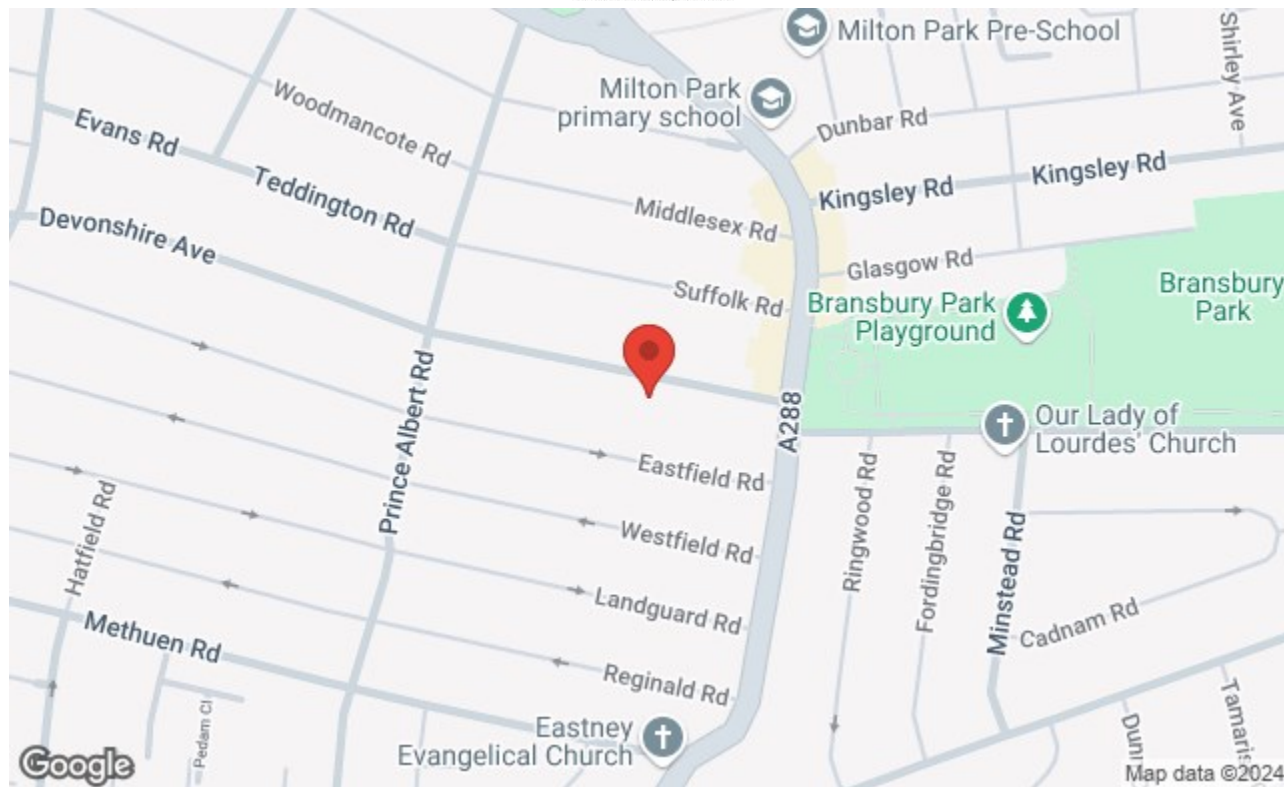 Milton Park Pre-School
Shirley Ave
Milton Park
primary school
Woodmancote Rd
Dunbar Rd
Evans Rd
Kingsley Rd
Kingsley Rd
Teddington Rd
Middlesex Rd
Devonshire Ave
Glasgow Rd
Suffolk Rd
Bransbury Park
Playground
Bransbury
Park
Prince Albert Rd
A288
Our Lady of
Lourdes' Church
Eastfield Rd
Ringwood Rd
Fordingbridge Rd
Westfield Rd
Hatfield Rd
Minstead Rd
Landguard Rd
Cadnam Rd
Methuen Rd
Reginald Rd
Pedam Cl
Eastney
Evangelical Church
Google
Map data ©2024